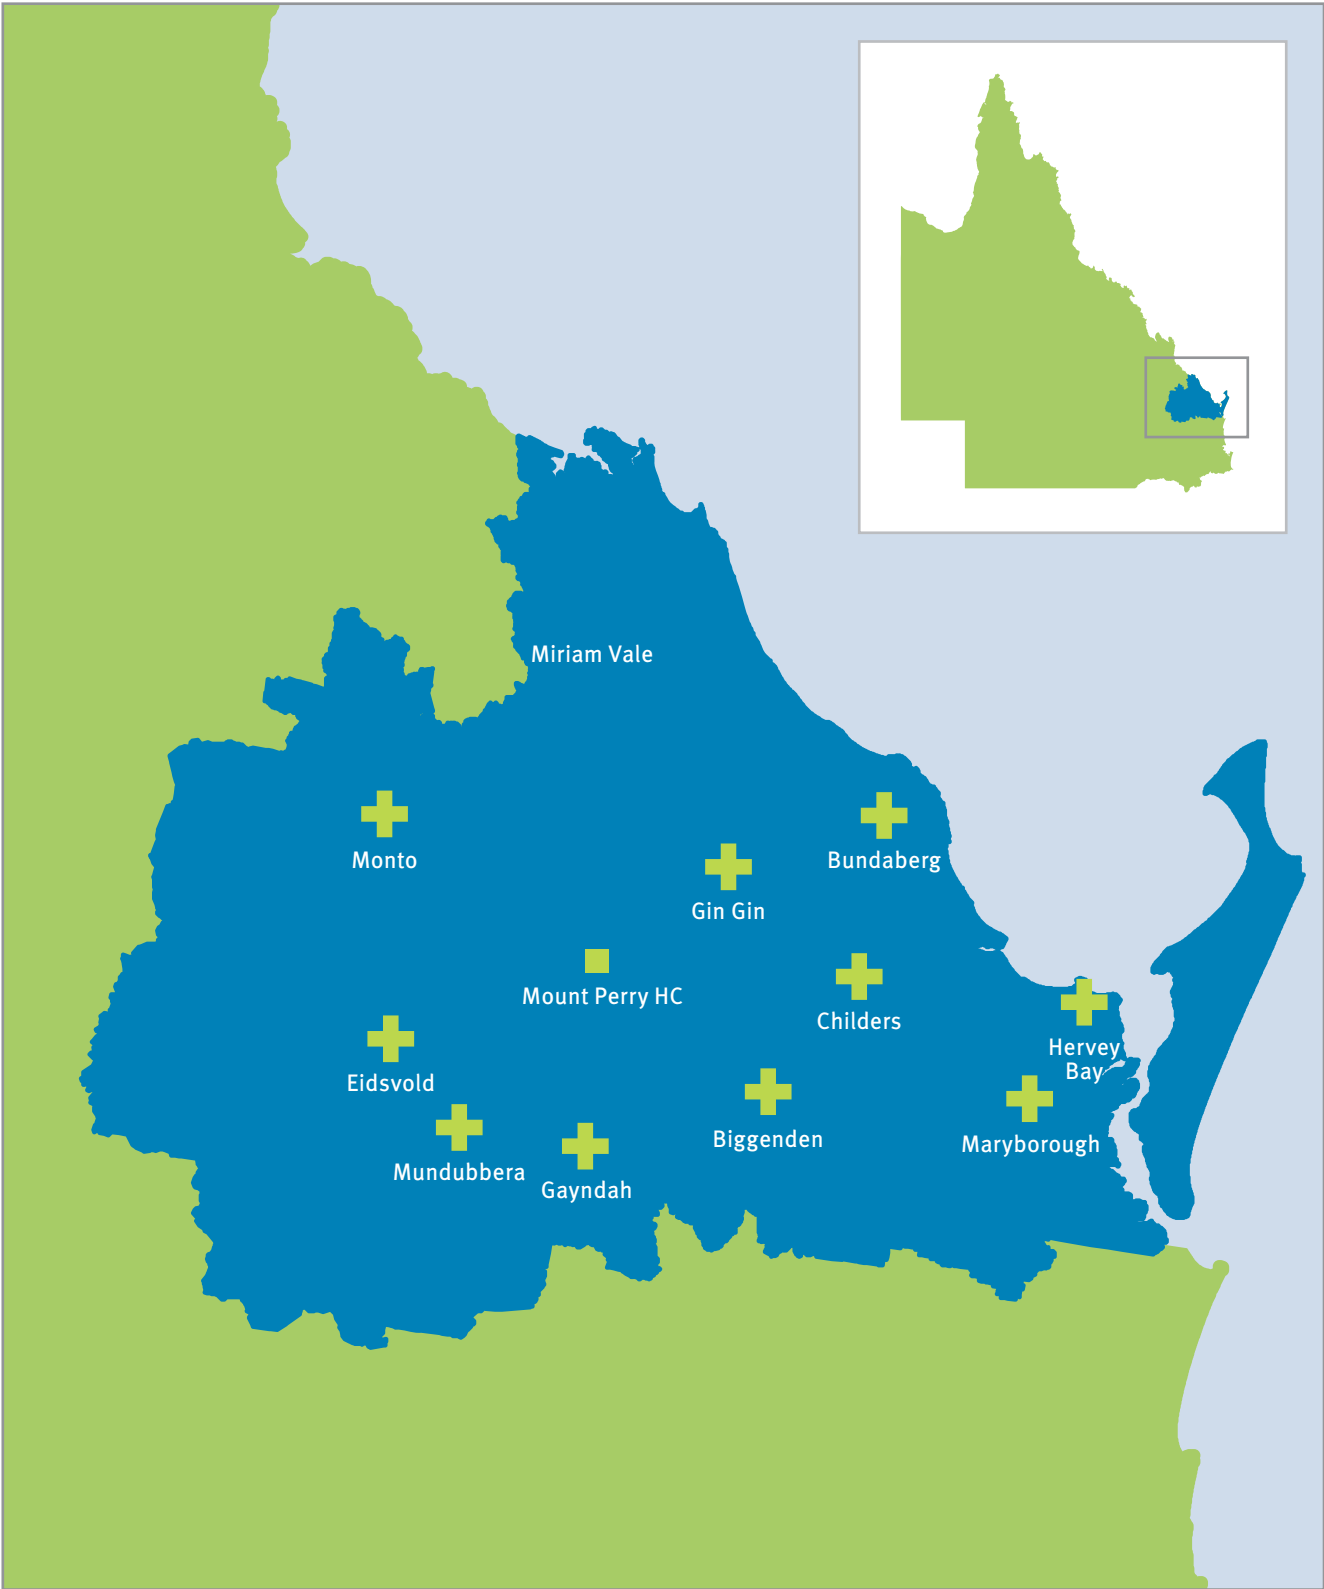 Miriam Vale
Monto
Bundaberg
Gin Gin
Mount Perry HC
Childers
Hervey
Bay
Eidsvold
Biggenden
Maryborough
Mundubbera
Gayndah